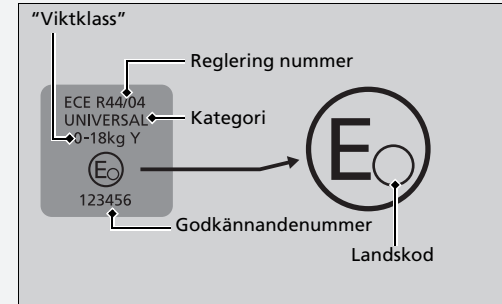 "Viktklass"
Reglering nummer
ECE R44/04
UNIVERSAL
Kategori
0-18kg Y
E
E
123456
Godkännandenummer
Landskod